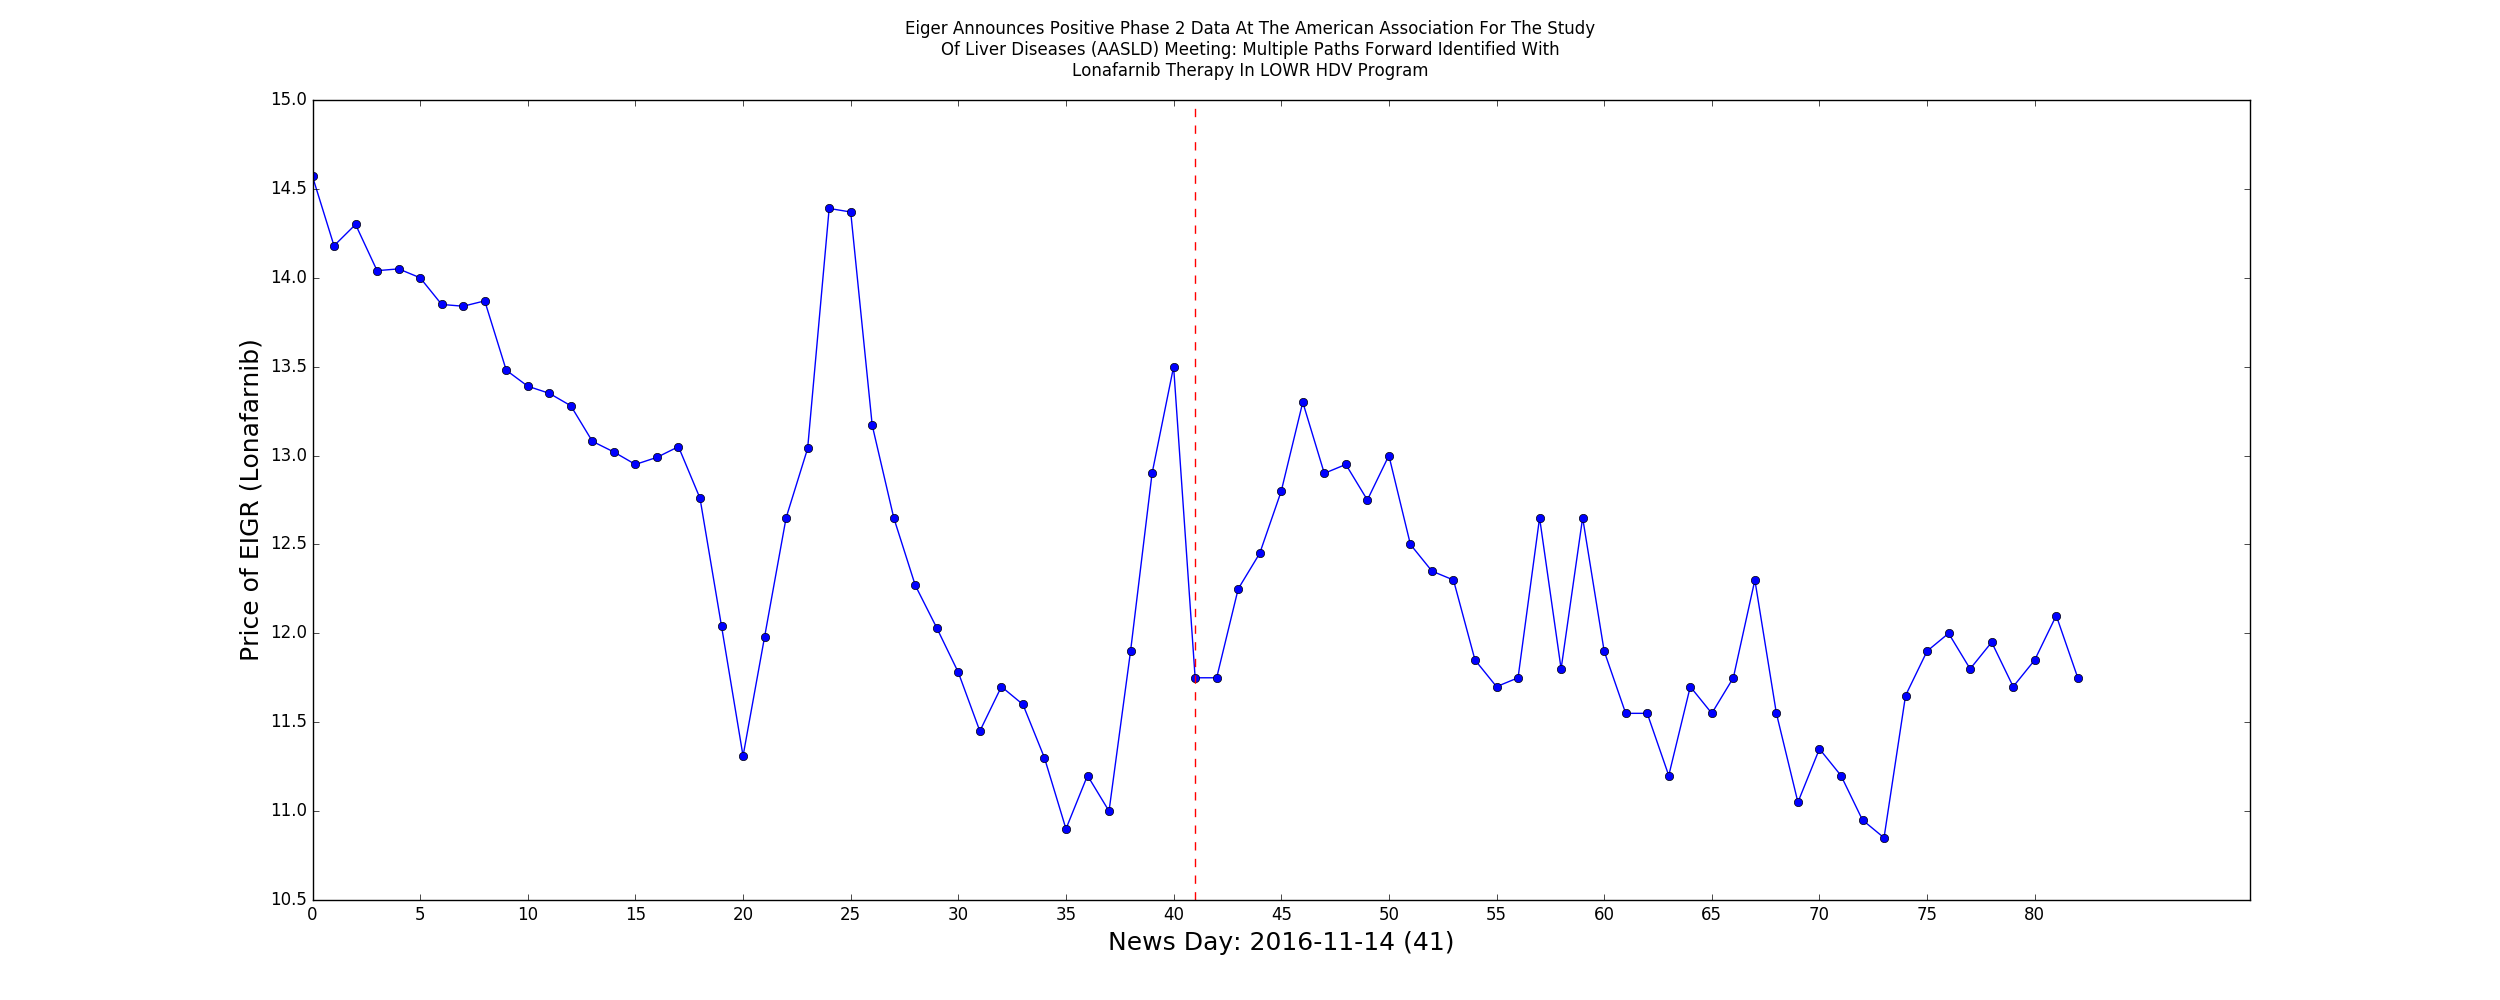 Eiger Announces Positive Phase 2 Data At The American Association For The Study
Of Liver Diseases (AASLD) Meeting: Multiple Paths Forward Identified With
Lonafarnib Therapy In LOWR HDV Program
Price of EIGR (Lonafarnib)
15.0
14.5
14.0
13.5
13.0
12.5
12.0
11.5
11.0
10.5
0 5 10 15 20 25 30 35 40 45 50 55 60 65 70 75 80
News Day: 2016-11-14 (41)